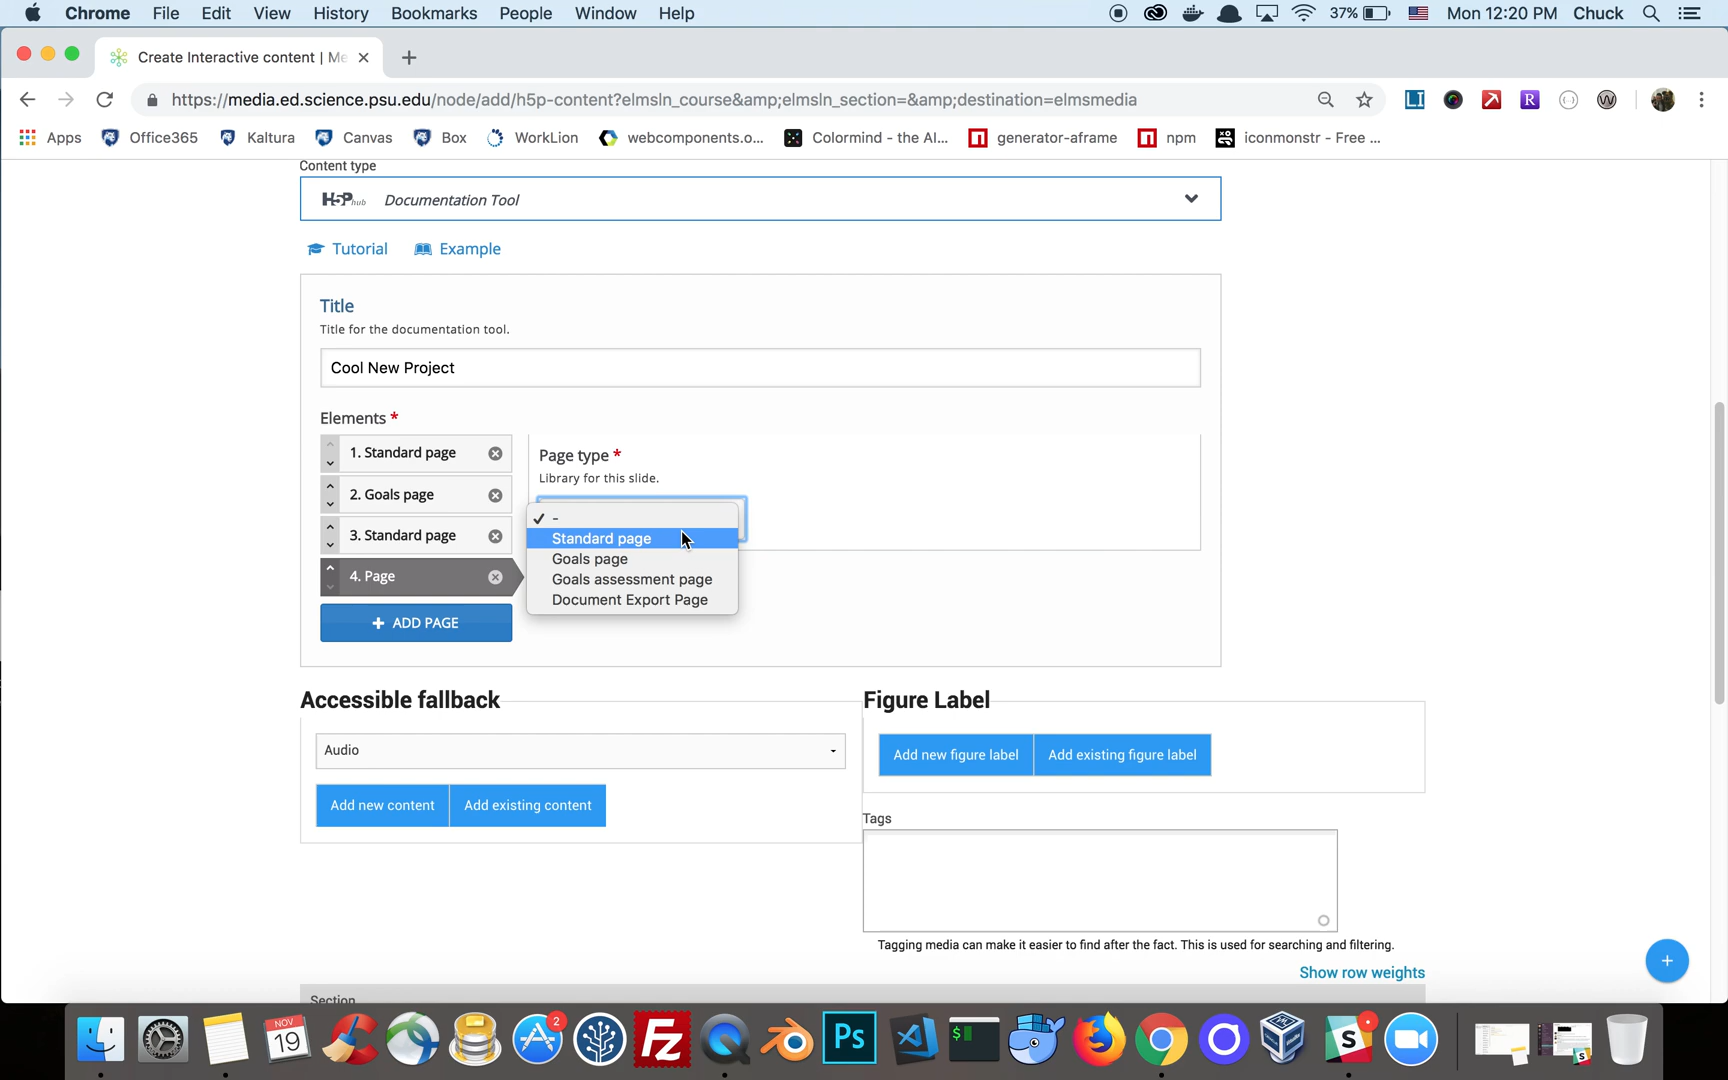 Chrome File Edit View History Bookmarks People Window Help 37% Mon 12:20 PM Chuck
Create Interactive content | Me
https://media.ed.science.psu.edu/node/add/h5p-content?elmsln_course&amp;elmsln_section=&amp;destination=elmsmedia
Apps Office365 Kaltura Canvas Box WorkLion webcomponents.o... Colormind - the AI... generator-aframe npm iconmonstr - Free ...
Content type
H5P hub Documentation Tool
Tutorial Example
Title
Title for the documentation tool.
Cool New Project
Elements *
1. Standard page
2. Goals page
3. Standard page
4. Page
+ ADD PAGE
Page type *
Library for this slide.
-
Standard page
Goals page
Goals assessment page
Document Export Page
Accessible fallback
Audio
Add new content Add existing content
Figure Label
Add new figure label Add existing figure label
Tags
Tagging media can make it easier to find after the fact. This is used for searching and filtering.
Show row weights
Section
NOV
19
2
Fz
Ps
$
S